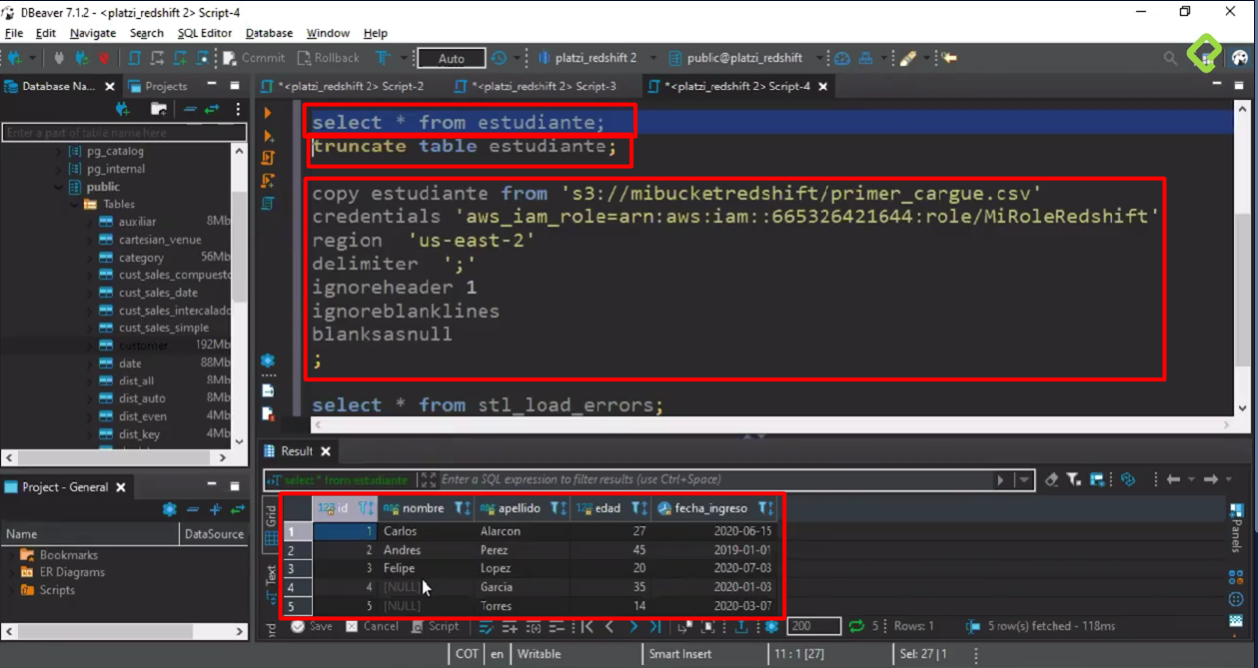 DBeaver 7.1.2 - <platzi_redshift 2> Script-4
File Edit Navigate Search SQL Editor Database Window Help
Commit Rollback Auto platzi_redshift 2 public@platzi_redshift
Database Na... Projects *<platzi_redshift 2> Script-2 *<platzi_redshift 2> Script-3 *<platzi_redshift 2> Script-4
Enter a part of table name here
pg_catalog
pg_internal
public
Tables
auxiliar 8Mb
cartesian_venue
category 56Mb
cust_sales_compuesto
cust_sales_date
cust_sales_intercalado
cust_sales_simple
customer 192Mb
date 88Mb
dist_all 8Mb
dist_auto 8Mb
dist_even 4Mb
dist_key 4Mb
select * from estudiante;
truncate table estudiante;
copy estudiante from 's3://mibucketredshift/primer_cargue.csv'
credentials 'aws_iam_role=arn:aws:iam::665326421644:role/MiRoleRedshift'
region 'us-east-2'
delimiter ';'
ignoreheader 1
ignoreblanklines
blanksasnull
;
select * from stl_load_errors;
Project - General
Name DataSource
Bookmarks
ER Diagrams
Scripts
Result
select * from estudiante Enter a SQL expression to filter results (use Ctrl+Space)
Grid
Text
Panels
123 id abc nombre abc apellido 123 edad fecha_ingreso
1 1 Carlos Alarcon 27 2020-06-15
2 2 Andres Perez 45 2019-01-01
3 3 Felipe Lopez 20 2020-07-03
4 4 [NULL] Garcia 35 2020-01-03
5 5 [NULL] Torres 14 2020-03-07
Save Cancel Script 200 5 Rows: 1 5 row(s) fetched - 118ms
COT en Writable Smart Insert 11 : 1 [27] Sel: 27 | 1